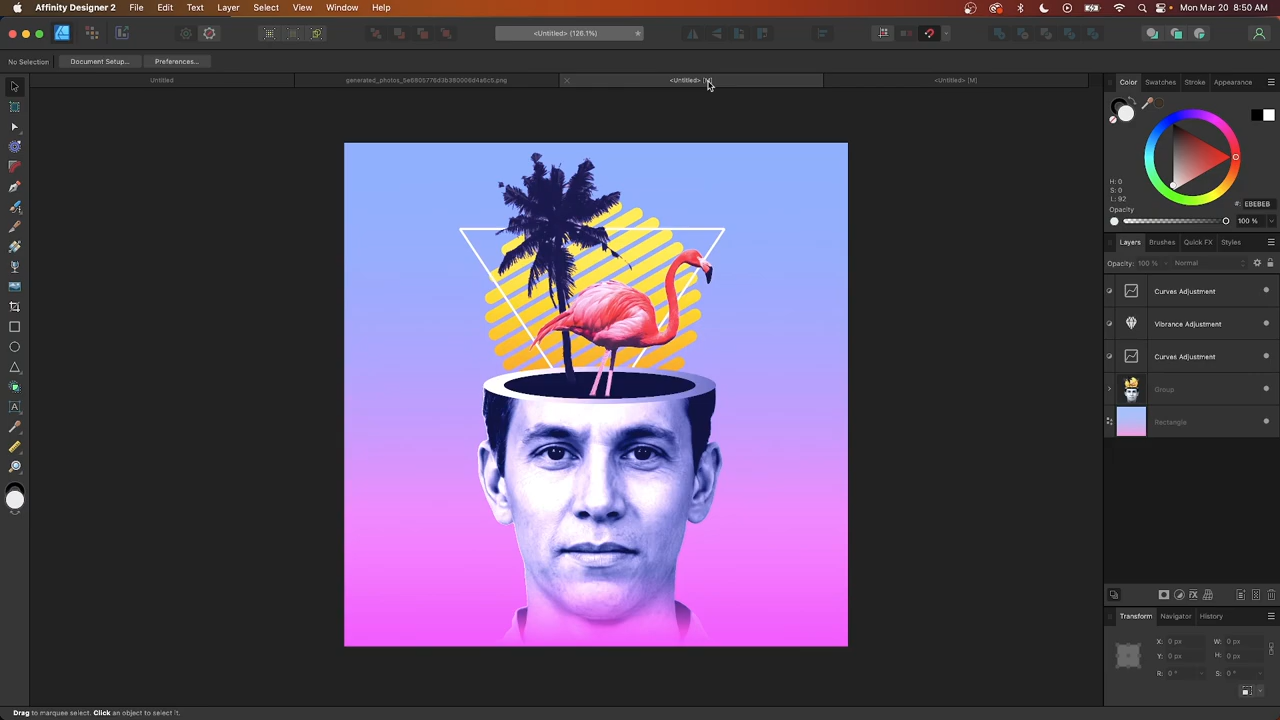 Affinity Designer 2 File Edit Text Layer Select View Window Help Mon Mar 20 8:50 AM
<Untitled> (126.1%)
No Selection Document Setup... Preferences...
Untitled generated_photos_5e6805776d3b380006d4a6c5.png <Untitled> [M] <Untitled> [M]
Color Swatches Stroke Appearance
H: 0
S: 0
L: 92
#: EBEBEB
Opacity
100 %
Layers Brushes Quick FX Styles
Opacity: 100 % Normal
Curves Adjustment
Vibrance Adjustment
Curves Adjustment
Group
Rectangle
Transform Navigator History
X: 0 px W: 0 px
Y: 0 px H: 0 px
R: 0 ° S: 0 °
Drag to marquee select. Click an object to select it.